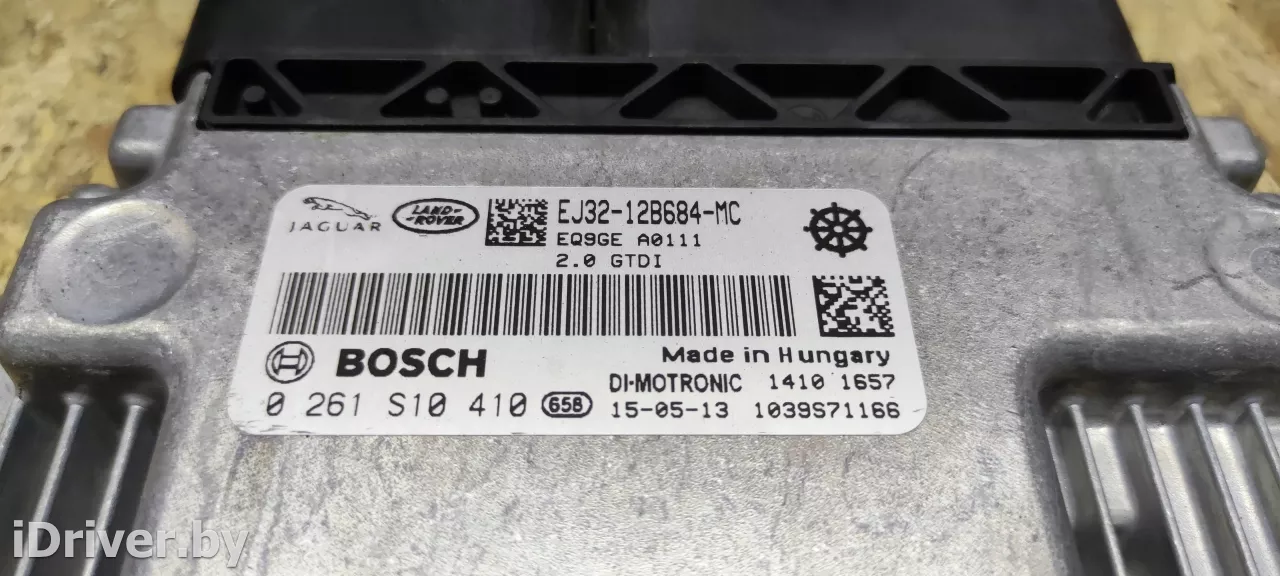 JAGUAR
LAND-
ROVER
EJ32-12B684-MC
EQ9GE A0111
2.0 GTDI
BOSCH
Made in Hungary
DI-MOTRONIC 1410 1657
0 261 S10 410 658 15-05-13 1039S71166
iDriver.by